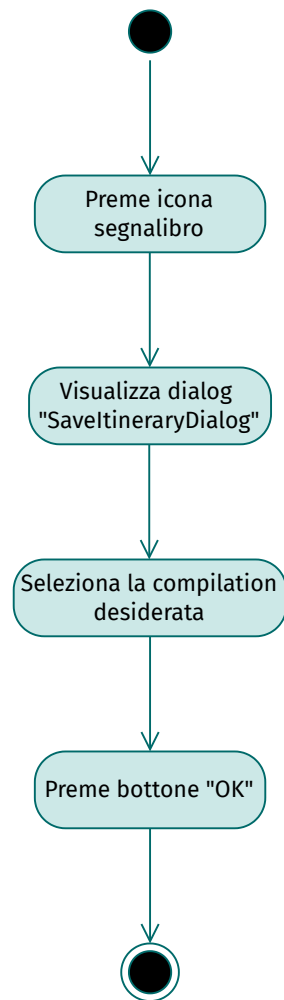 Preme icona
segnalibro
Visualizza dialog
"SaveItineraryDialog"
Seleziona la compilation
desiderata
Preme bottone "OK"